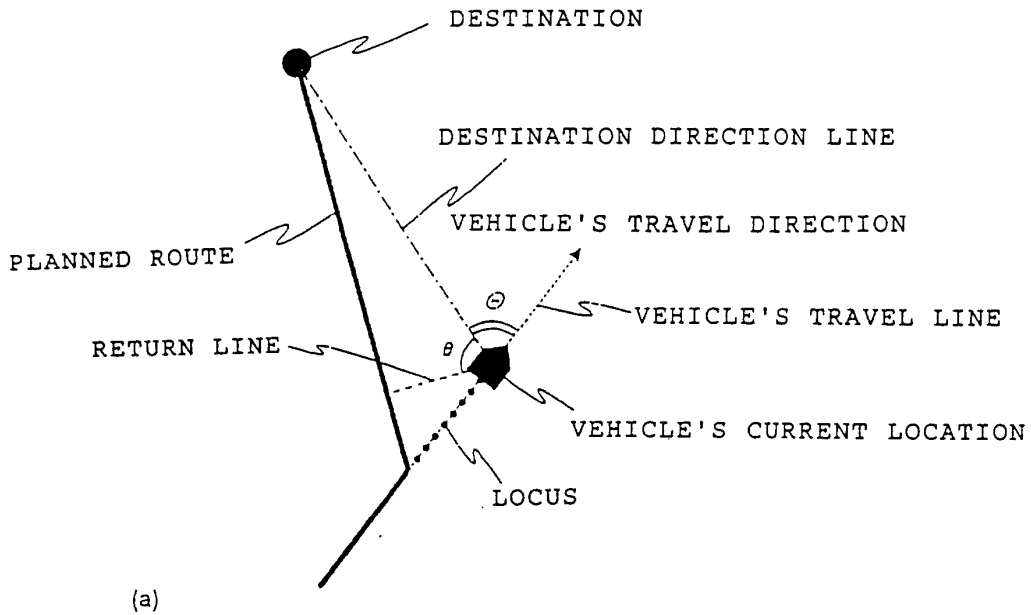 DESTINATION
DESTINATION DIRECTION LINE
VEHICLE'S TRAVEL DIRECTION
PLANNED ROUTE
Θ
VEHICLE'S TRAVEL LINE
RETURN LINE
θ
VEHICLE'S CURRENT LOCATION
LOCUS
(a)